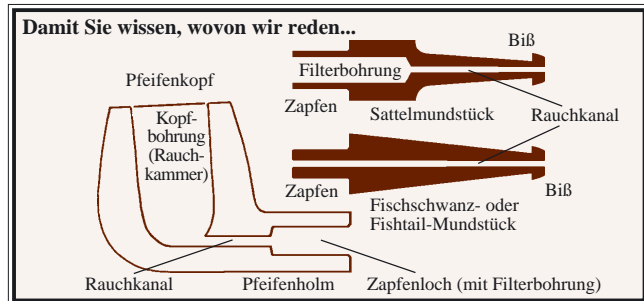 Damit Sie wissen, wovon wir reden...
Biß
Filterbohrung
Pfeifenkopf
Zapfen
Sattelmundstück
Rauchkanal
Kopf-
bohrung
(Rauch-
kammer)
Zapfen
Biß
Fischschwanz- oder
Fishtail-Mundstück
Rauchkanal
Pfeifenholm
Zapfenloch (mit Filterbohrung)